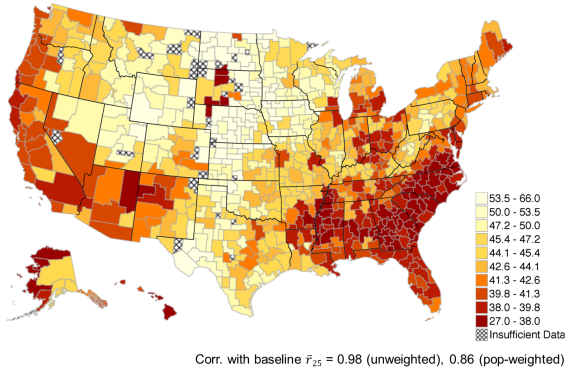 53.5 - 66.0
50.0 - 53.5
47.2 - 50.0
45.4 - 47.2
44.1 - 45.4
42.6 - 44.1
41.3 - 42.6
39.8 - 41.3
38.0 - 39.8
27.0 - 38.0
Insufficient Data
Corr. with baseline r̄₂₅ = 0.98 (unweighted), 0.86 (pop-weighted)